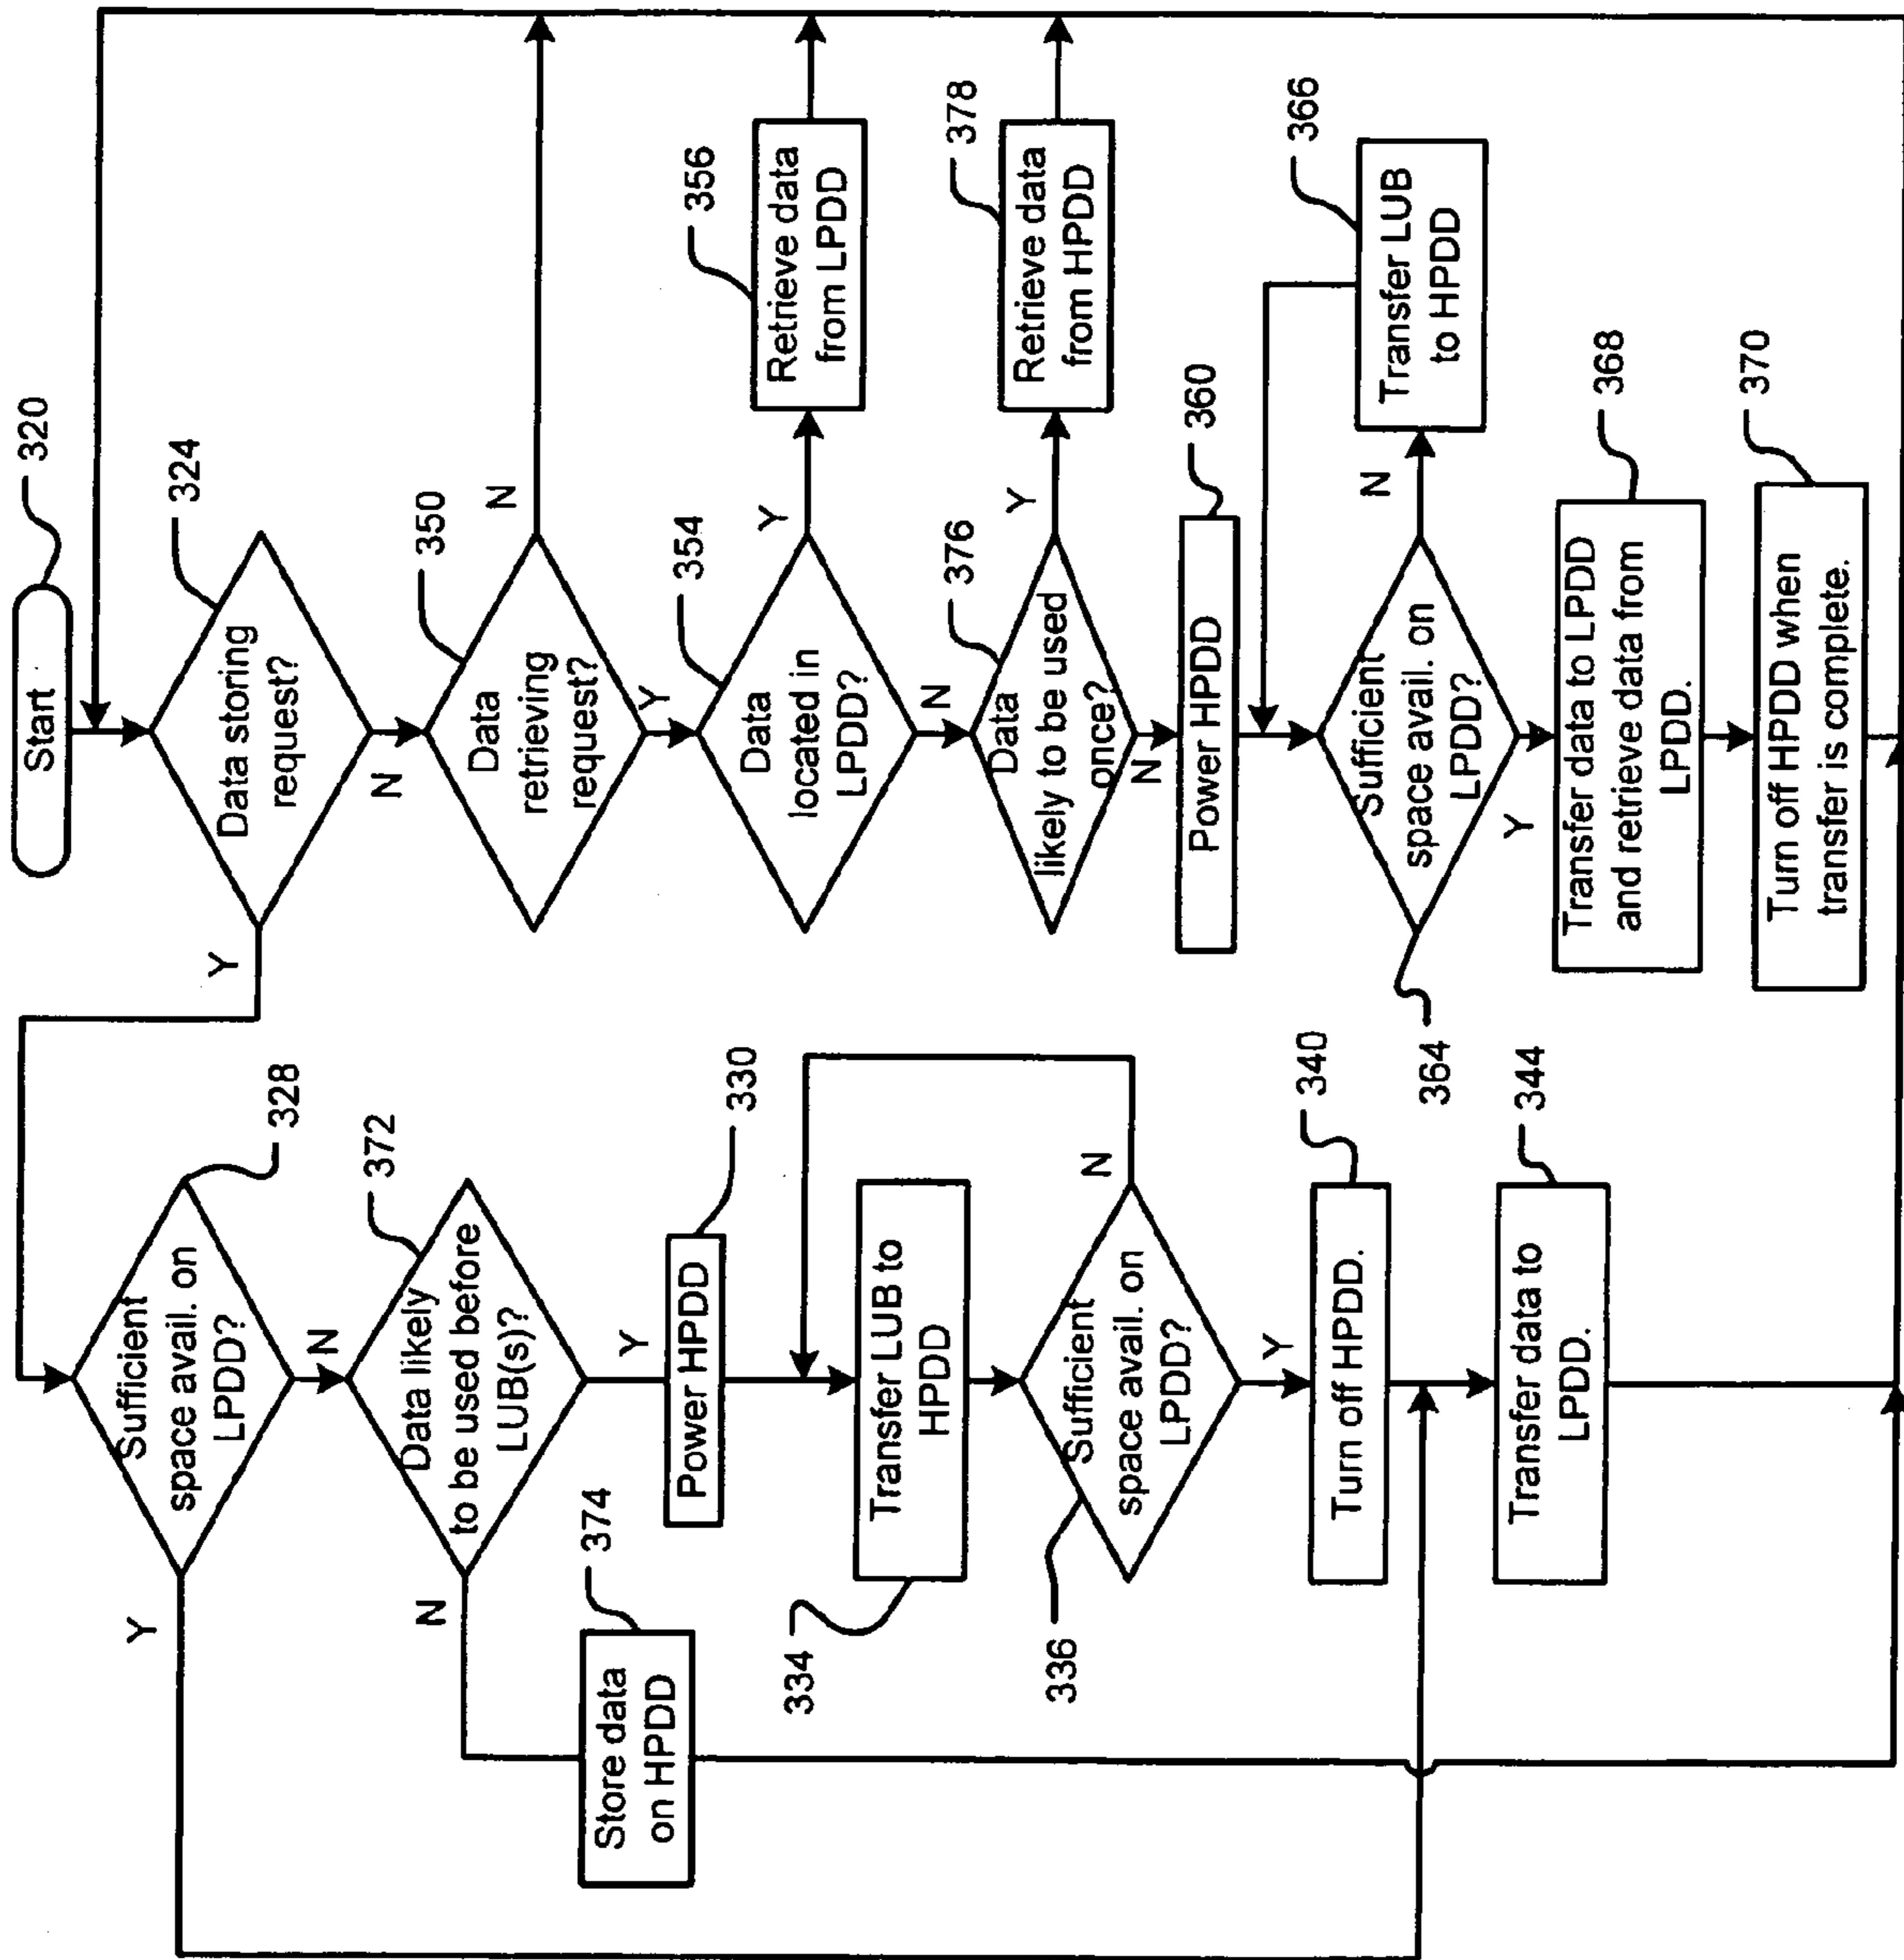 Start
320
Data storing
request?
324
Y
N
Sufficient
space avail. on
LPDD?
328
Y
N
Data likely
to be used before
LUB(s)?
372
N
Y
Store data
on HPDD
374
Power HPDD
330
Transfer LUB to
HPDD
334
Sufficient
space avail. on
LPDD?
336
N
Y
Turn off HPDD.
340
Transfer data to
LPDD.
344
Data
retrieving
request?
350
N
Y
Data
located in
LPDD?
354
Y
N
Retrieve data
from LPDD
356
Data
likely to be used
once?
376
Y
N
Retrieve data
from HPDD
378
Power HPDD
360
Sufficient
space avail. on
LPDD?
364
N
Y
Transfer LUB
to HPDD
366
Transfer data to LPDD
and retrieve data from
LPDD.
368
Turn off HPDD when
transfer is complete.
370